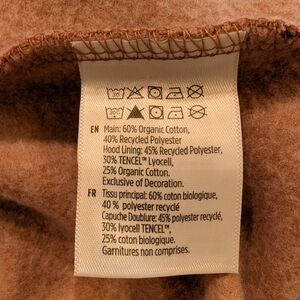 EN Main: 60% Organic Cotton,
40% Recycled Polyester
Hood Lining: 45% Recycled Polyester,
30% TENCEL™ Lyocell,
25% Organic Cotton.
Exclusive of Decoration.
FR Tissu principal: 60% coton biologique,
40 % polyester recyclé
Capuche Doublure: 45% polyester recyclé,
30% lyocell TENCEL™,
25% coton biologique.
Garnitures non comprises.